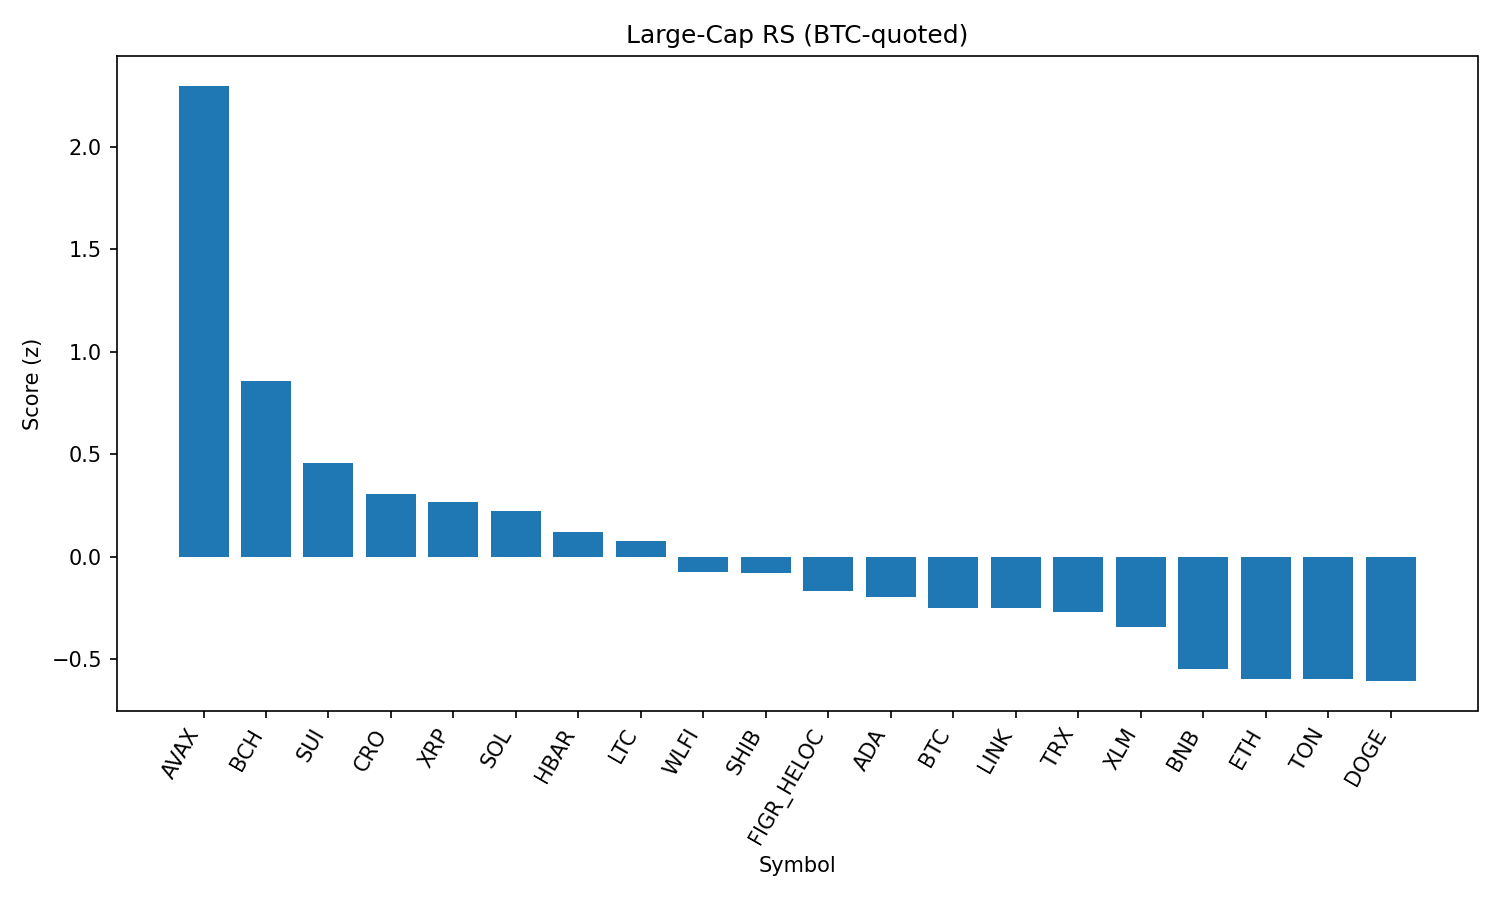 Large-Cap RS (BTC-quoted)
Score (z)
2.0
1.5
1.0
0.5
0.0
−0.5
AVAX
BCH
SUI
CRO
XRP
SOL
HBAR
LTC
WLFI
SHIB
FIGR_HELOC
ADA
BTC
LINK
TRX
XLM
BNB
ETH
TON
DOGE
Symbol